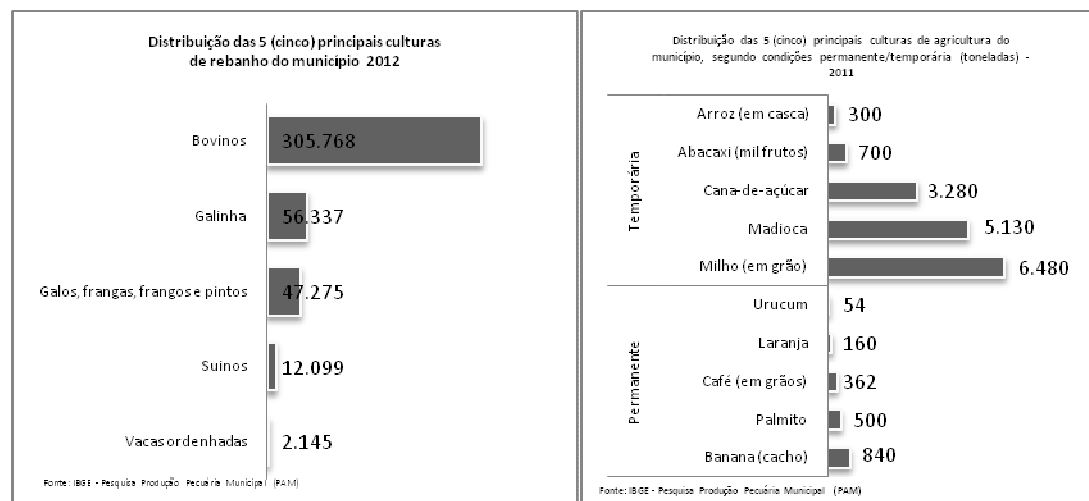 Distribuição das 5 (cinco) principais culturas
de rebanho do município 2012
Bovinos
305.768
Galinha
56.337
Galos, frangas, frangos e pintos
47.275
Suinos
12.099
Vacas ordenhadas
2.145
Fonte: IBGE - Pesquisa Produção Pecuária Municipal (PAM)
Distribuição das 5 (cinco) principais culturas de agricultura do
município, segundo condições permanente/temporária (toneladas) -
2011
Temporária
Arroz (em casca)
300
Abacaxi (mil frutos)
700
Cana-de-açúcar
3.280
Madioca
5.130
Milho (em grão)
6.480
Permanente
Urucum
54
Laranja
160
Café (em grãos)
362
Palmito
500
Banana (cacho)
840
Fonte: IBGE - Pesquisa Produção Pecuária Municipal (PAM)